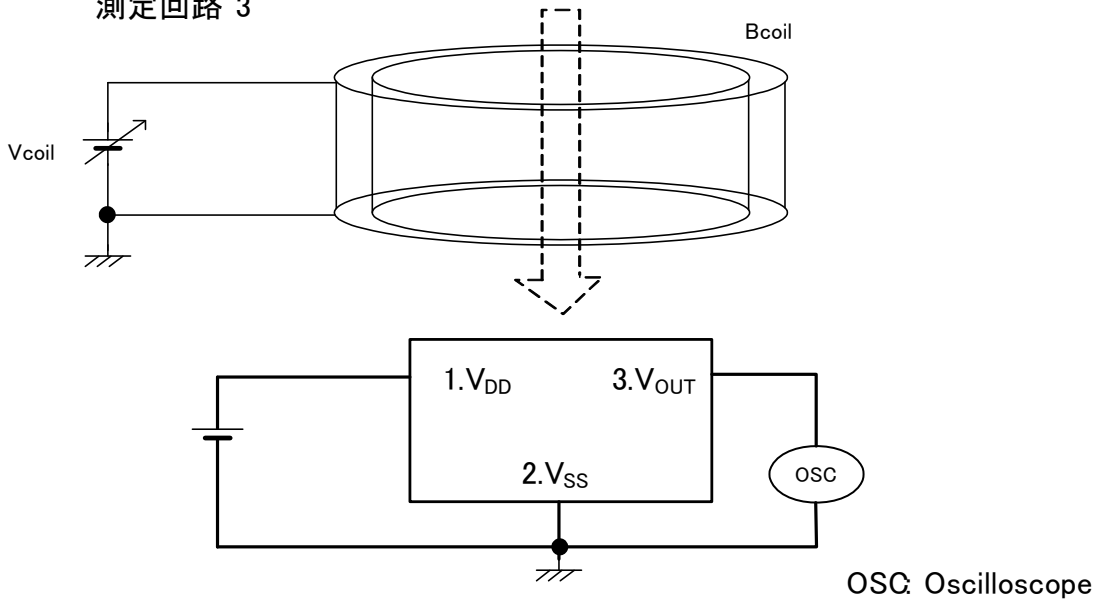 測定回路 3
Bcoil
Vcoil
1.VDD
3.VOUT
2.VSS
OSC
OSC: Oscilloscope